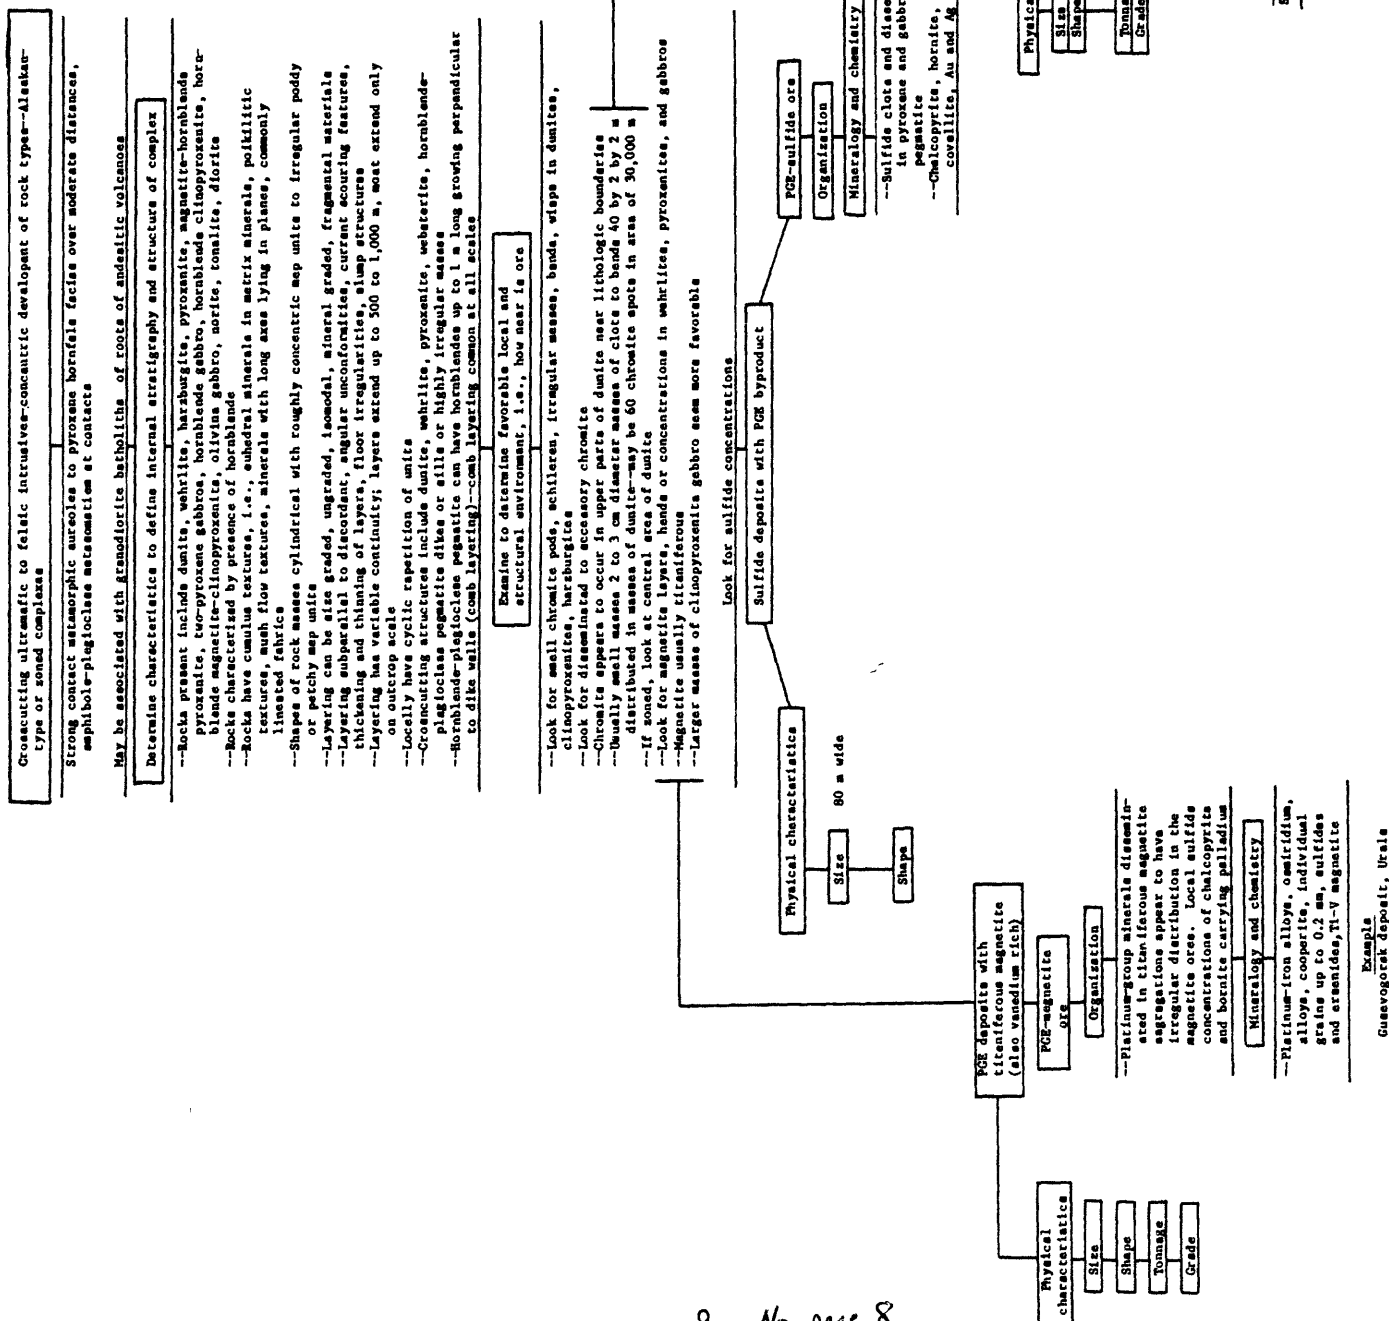 Crosscutting ultramafic to felsic intrusives-concentric developant of rock types--Alaskan-
type or zoned complexes
Strong contact metamorphic aureoles to pyroxene hornfels facies over moderate distances,
amphibole-plagioclase metasomatism at contacts
May be associated with granodiorite batholiths of roots of andesitic volcanoes
Determine characteristics to define internal stratigraphy and structure of complex
---Rocks present include dunite, wehrlite, harzburgite, pyroxenite, magnetite-hornblende
pyroxenite, two-pyroxene gabbros, hornblende gabbro, hornblende clinopyroxenite, horn-
blende magnetite-clinopyroxenite, olivine gabbro, norite, tonalite, diorite
---Rocks characterized by presence of hornblende
---Rocks have cumulus textures, i.e., euhedral minerals in matrix minerals, poikilitic
textures, mush flow textures, minerals with long axes lying in planes, commonly
lineated fabrics
---Shapes of rock masses cylindrical with roughly concentric map units to irregular poddy
or patchy map units
---Layering can be size graded, ungraded, isomodal, mineral graded, fragmental materials
---Layering subparallel to discordant, angular unconformities, current scouring features,
thickening and thinning of layers, floor irregularities, slump structures
---Layering has variable continuity; layers extend up to 500 to 1,000 m, most extend only
on outcrop scale
---Locally have cyclic repetition of units
---Crosscutting structures include dunite, wehrlite, pyroxenite, websterite, hornblende-
plagioclase pegmatite dikes or sills or highly irregular masses
---Hornblende-plagioclase pegmatite can have hornblendes up to 1 m long growing perpendicular
to dike walls (comb layering)--comb layering common at all scales
Examine to determine favorable local and
structural environment, i.e., how near is ore
---Look for small chromite pods, schlieren, irregular masses, bands, wisps in dunites,
clinopyroxenites, harzburgites
---Look for disseminated to accessory chromite
---Chromite appears to occur in upper parts of dunite near lithologic boundaries
---Usually small masses 2 to 3 cm diameter masses of clots to bands 40 by 2 by 2 m
distributed in masses of dunite--may be 60 chromite spots in area of 30,000 m
---If zoned, look at central area of dunite
---Look for magnetite layers, bands or concentrations in wehrlites, pyroxenites, and gabbros
---Magnetite usually titaniferous
---Larger masses of clinopyroxenite gabbro seem more favorable
Look for sulfide concentrations
Sulfide deposits with PGE byproduct
Physical characteristics
Size 80 m wide
Shape
PGE-sulfide ore
Organization
Mineralogy and chemistry
---Sulfide clots and disse
in pyroxene and gabbr
pegmatite
---Chalcopyrite, bornite,
covellite, Au and Ag
Physica
Size
Shape
Tonna
Grade
PGE deposits with
titaniferous magnetite
(also vanadium rich)
PGE-magnetite
ore
Organization
---Platinum-group minerals dissemin-
ated in titaniferous magnetite
aggregations appear to have
irregular distribution in the
magnetite ores. Local sulfide
concentrations of chalcopyrite
and bornite carrying palladium
Mineralogy and chemistry
---Platinum-iron alloys, osmiridium,
alloys, cooperite, individual
grains up to 0.2 mm, sulfides
and arsenides, Ti-V magnetite
Example
Gusevogorsk deposit, Urals
Physical
characteristics
Size
Shape
Tonnage
Grade
9 No page 8